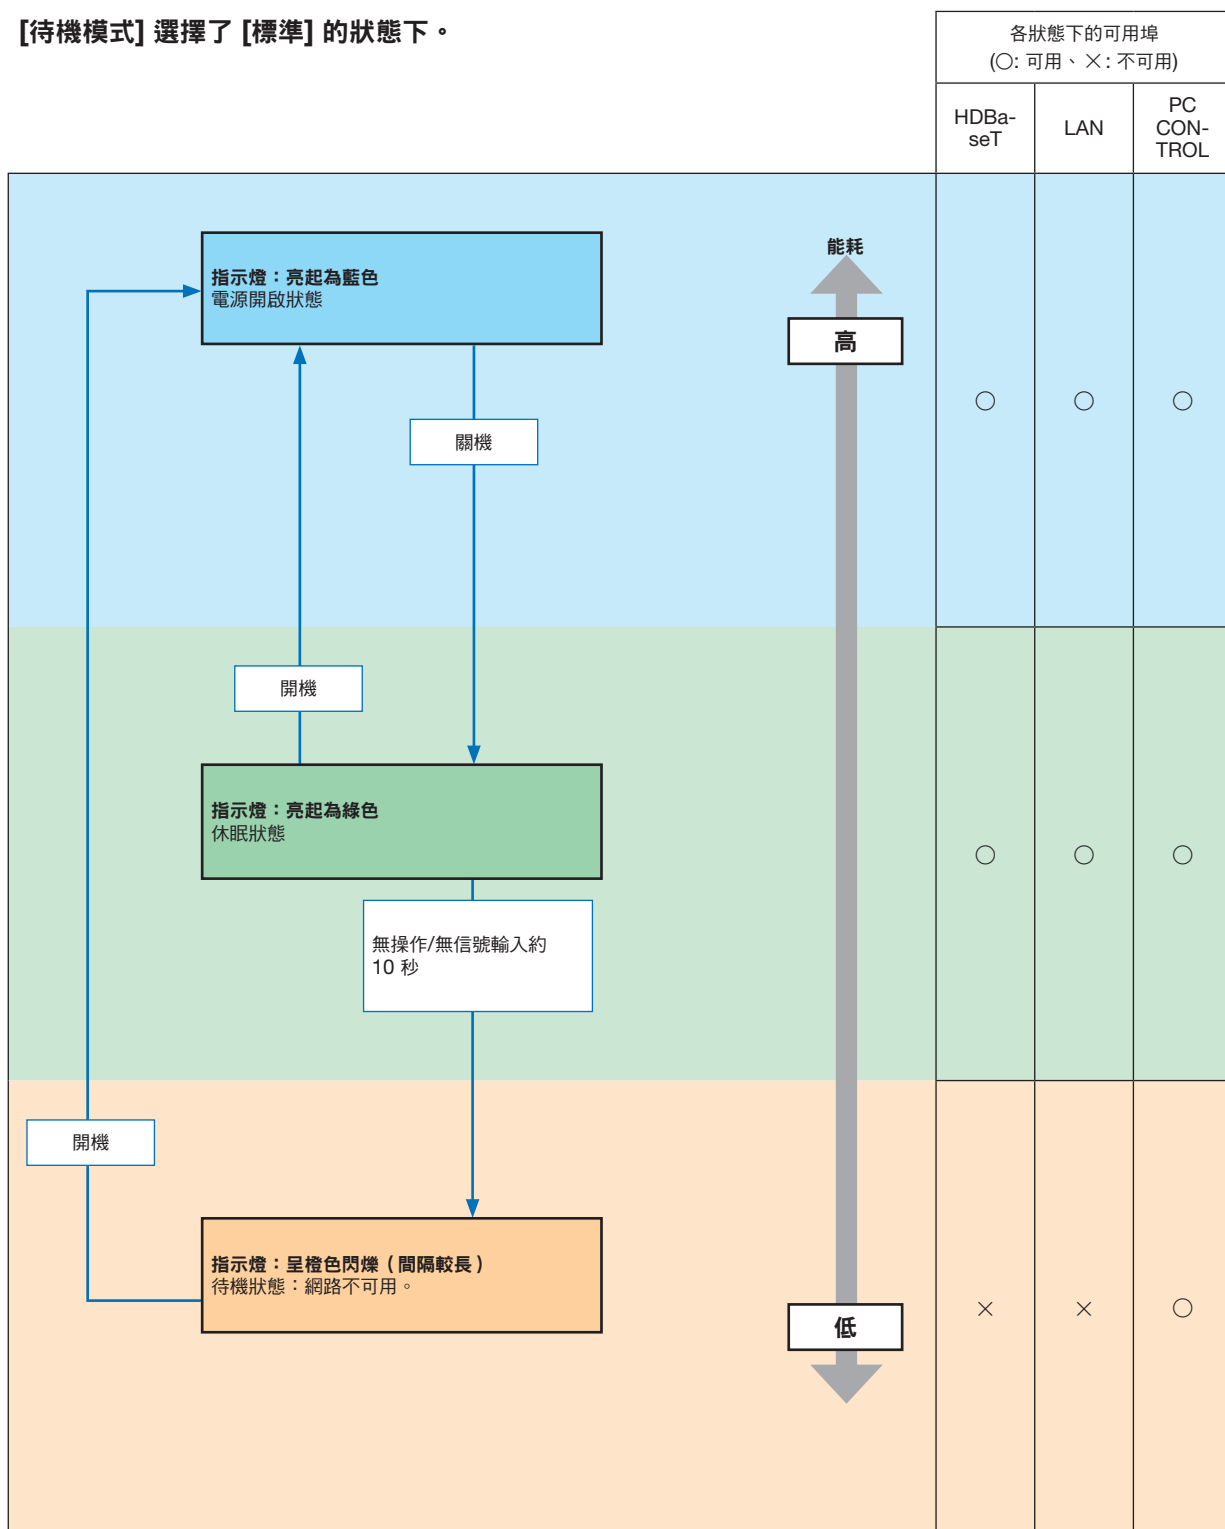 [待機模式] 選擇了 [標準] 的狀態下。
各狀態下的可用埠
(○: 可用、×: 不可用)
HDBa-
seT
LAN
PC
CON-
TROL
指示燈：亮起為藍色
電源開啟狀態
能耗
高
○ ○ ○
關機
開機
指示燈：亮起為綠色
休眠狀態
○ ○ ○
無操作/無信號輸入約
10 秒
開機
指示燈：呈橙色閃爍（間隔較長）
待機狀態：網路不可用。
低
× × ○